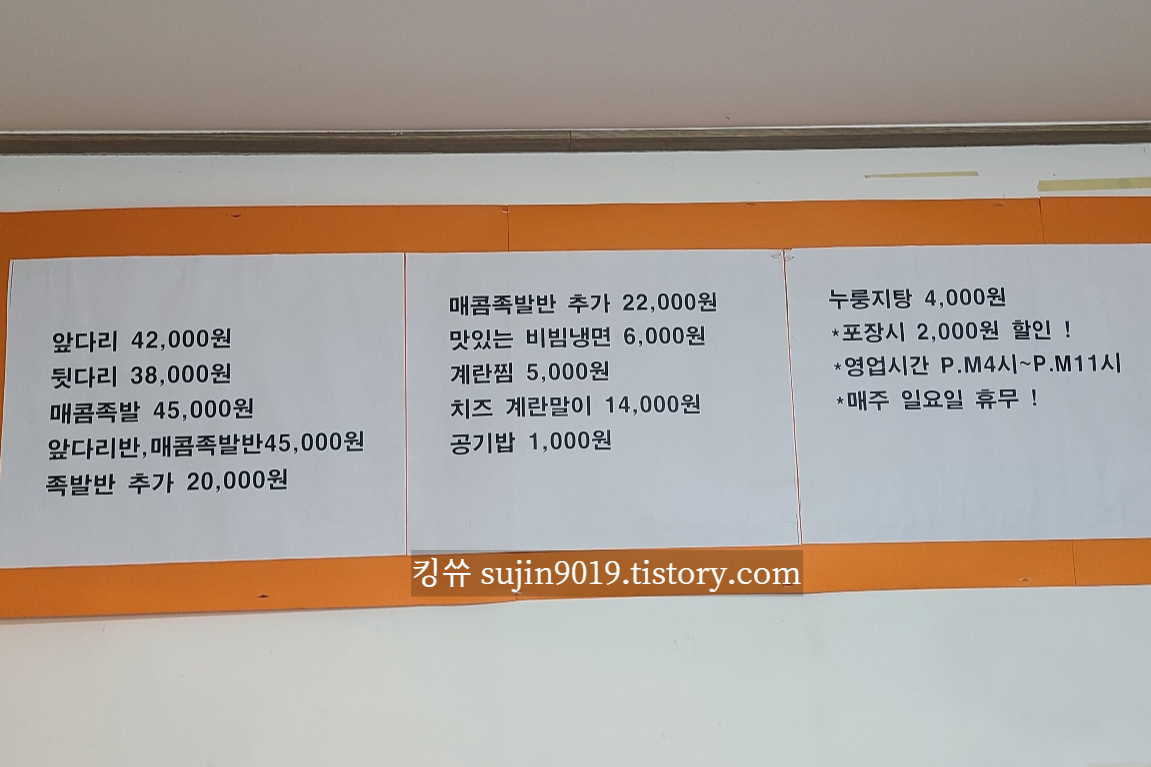 앞다리 42,000원
뒷다리 38,000원
매콤족발 45,000원
앞다리반,매콤족발반45,000원
족발반 추가 20,000원
매콤족발반 추가 22,000원
맛있는 비빔냉면 6,000원
계란찜 5,000원
치즈 계란말이 14,000원
공기밥 1,000원
누룽지탕 4,000원
*포장시 2,000원 할인 !
*영업시간 P.M4시~P.M11시
*매주 일요일 휴무 !
킹쓔 sujin9019.tistory.com